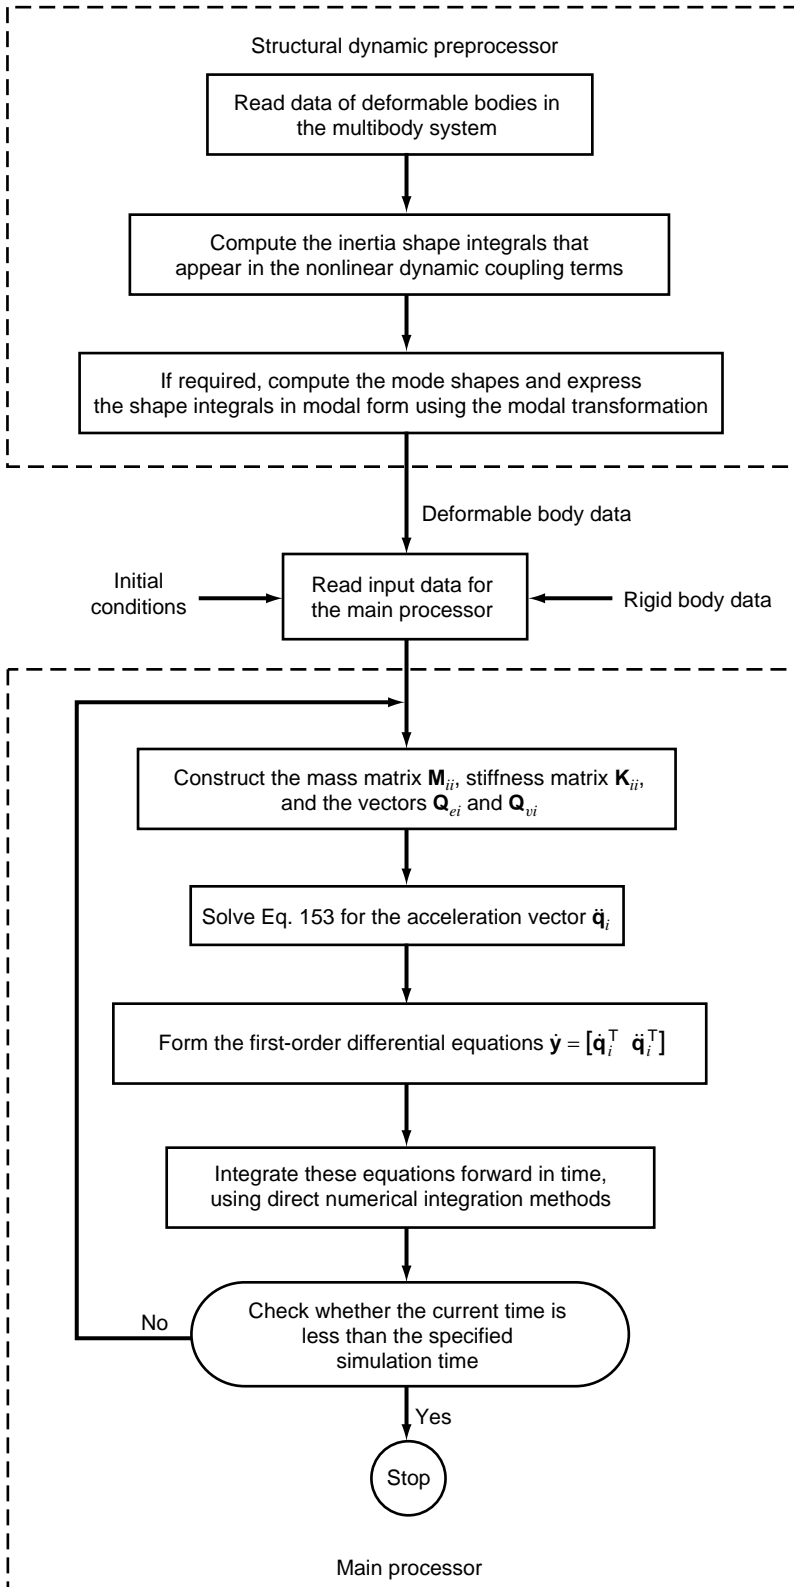 Structural dynamic preprocessor
Read data of deformable bodies in
the multibody system
Compute the inertia shape integrals that
appear in the nonlinear dynamic coupling terms
If required, compute the mode shapes and express
the shape integrals in modal form using the modal transformation
Deformable body data
Initial
conditions
Read input data for
the main processor
Rigid body data
Construct the mass matrix M_ii, stiffness matrix K_ii,
and the vectors Q_ei and Q_vi
Solve Eq. 153 for the acceleration vector q̈_i
Form the first-order differential equations ẏ = [q̇_i^T q̈_i^T]
Integrate these equations forward in time,
using direct numerical integration methods
Check whether the current time is
less than the specified
simulation time
No
Yes
Stop
Main processor